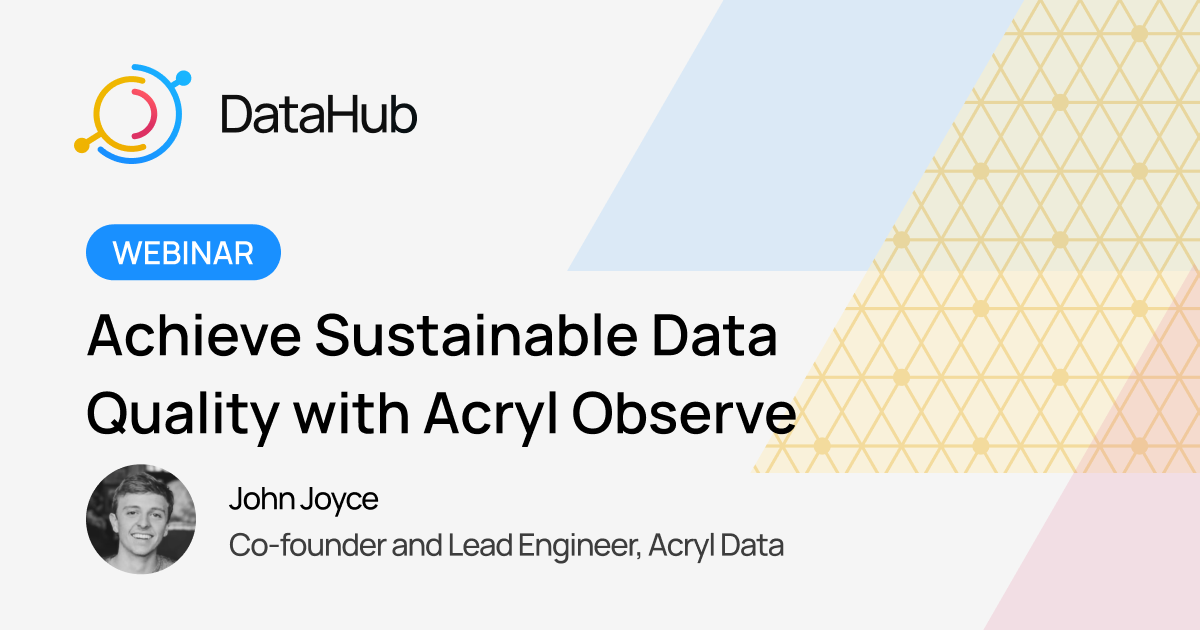 DataHub
WEBINAR
Achieve Sustainable Data
Quality with Acryl Observe
John Joyce
Co-founder and Lead Engineer, Acryl Data